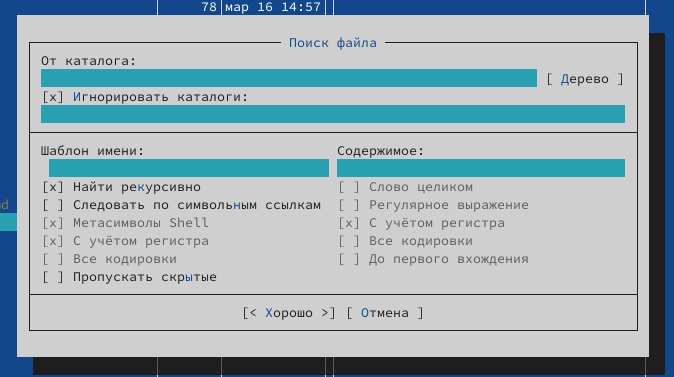 78 мар 16 14:57
Поиск файла
От каталога:
[ Дерево ]
[x] Игнорировать каталоги:
Шаблон имени: Содержимое:
[x] Найти рекурсивно [ ] Слово целиком
[ ] Следовать по символьным ссылкам [ ] Регулярное выражение
[x] Метасимволы Shell [x] С учётом регистра
[x] С учётом регистра [ ] Все кодировки
[ ] Все кодировки [ ] До первого вхождения
[ ] Пропускать скрытые
[< Хорошо >] [ Отмена ]